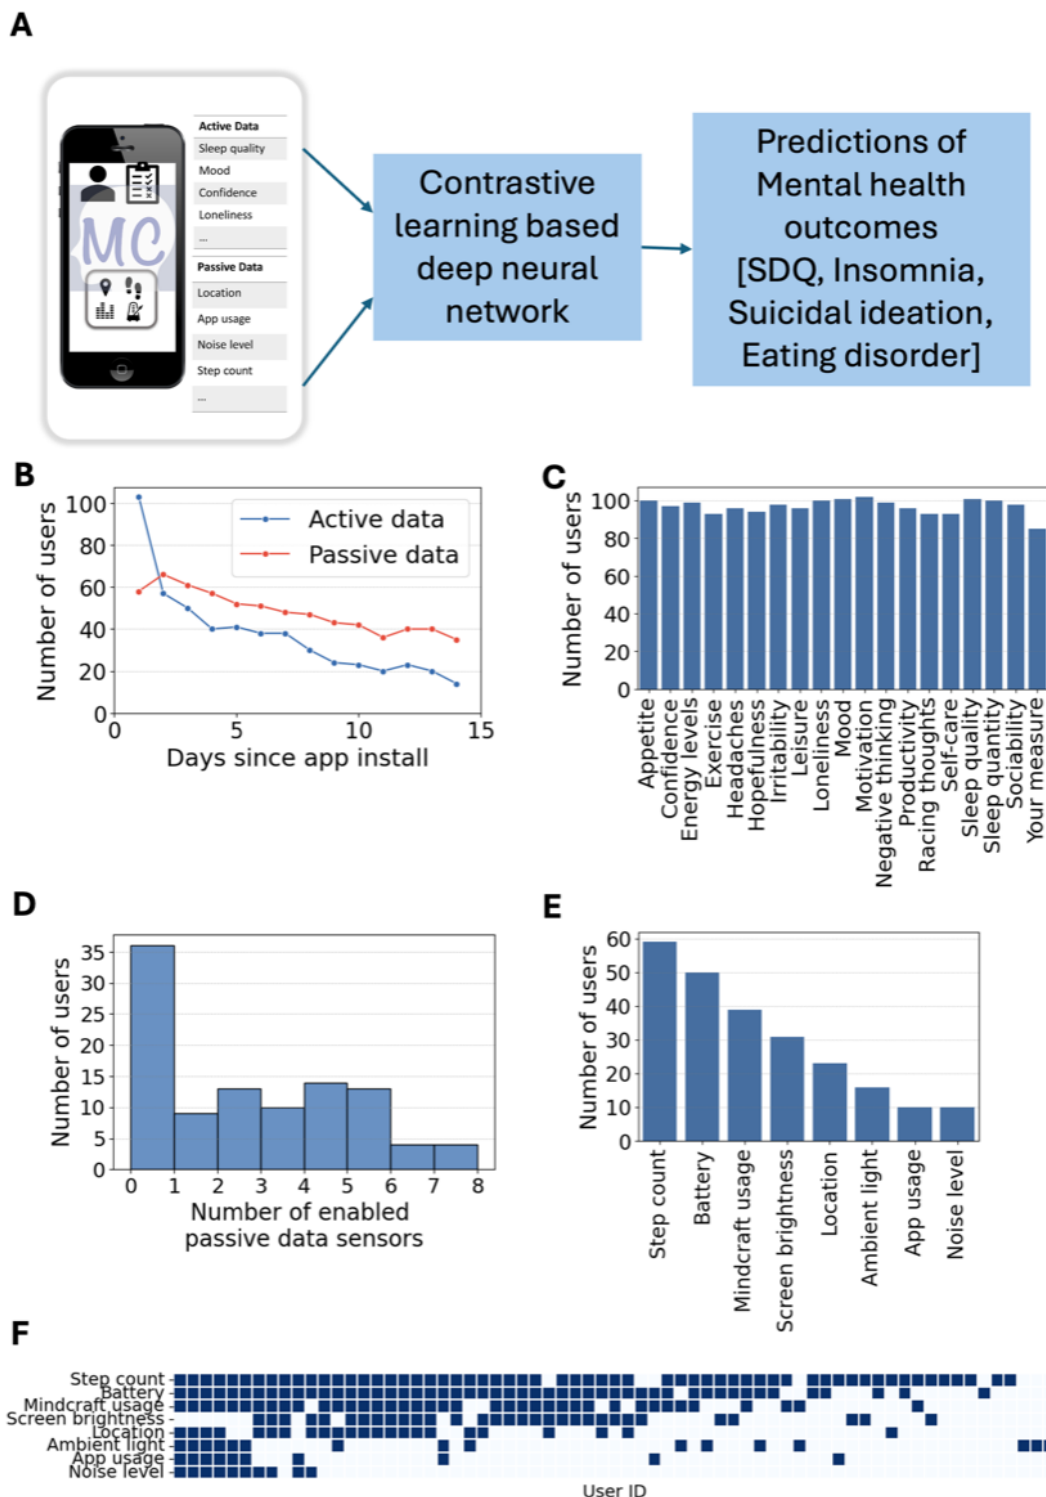 A
MC
Active Data
Sleep quality
Mood
Confidence
Loneliness
...
Passive Data
Location
App usage
Noise level
Step count
...
Contrastive
learning based
deep neural
network
Predictions of
Mental health
outcomes
[SDQ, Insomnia,
Suicidal ideation,
Eating disorder]
B
Number of users
100
80
60
40
20
0
Active data
Passive data
0 5 10 15
Days since app install
C
Number of users
100
80
60
40
20
0
Appetite
Confidence
Energy levels
Exercise
Headaches
Hopefulness
Irritability
Leisure
Loneliness
Mood
Motivation
Negative thinking
Productivity
Racing thoughts
Self-care
Sleep quality
Sleep quantity
Sociability
Your measure
D
Number of users
35
30
25
20
15
10
5
0
0 1 2 3 4 5 6 7 8
Number of enabled
passive data sensors
E
Number of users
60
50
40
30
20
10
0
Step count
Battery
Mindcraft usage
Screen brightness
Location
Ambient light
App usage
Noise level
F
Step count
Battery
Mindcraft usage
Screen brightness
Location
Ambient light
App usage
Noise level
User ID